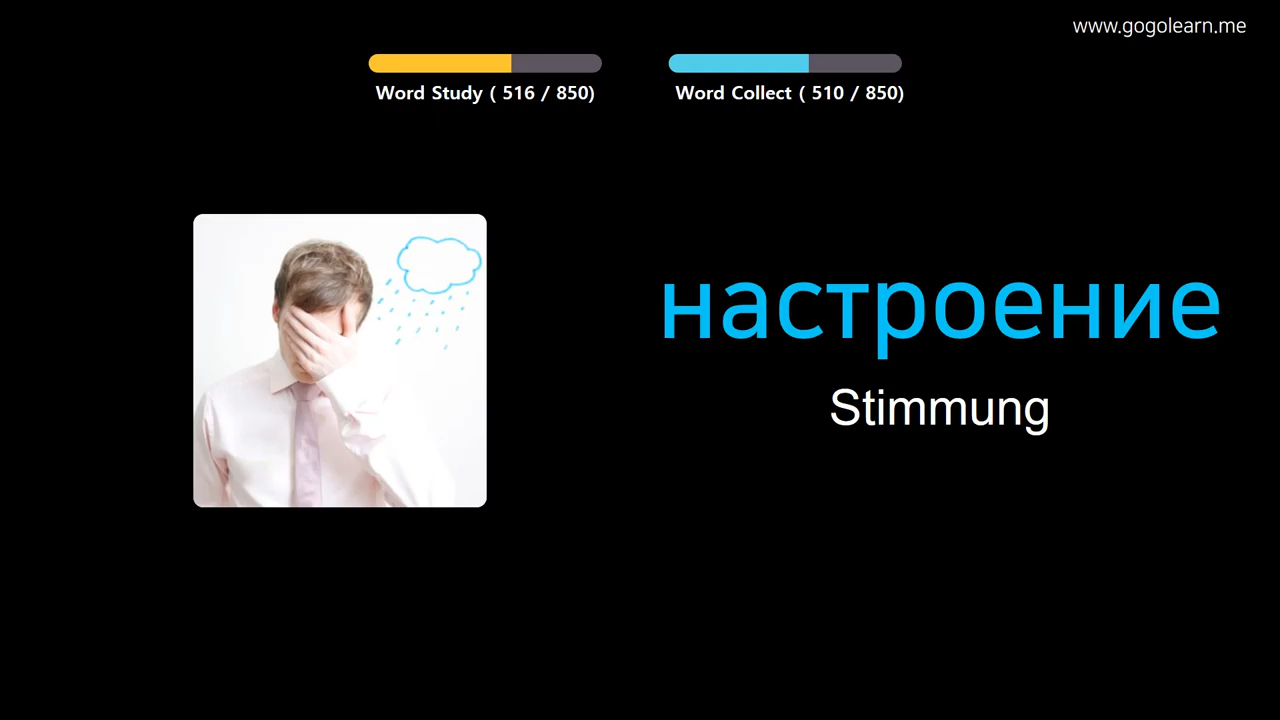 www.gogolearn.me
Word Study ( 516 / 850)
Word Collect ( 510 / 850)
настроение
Stimmung